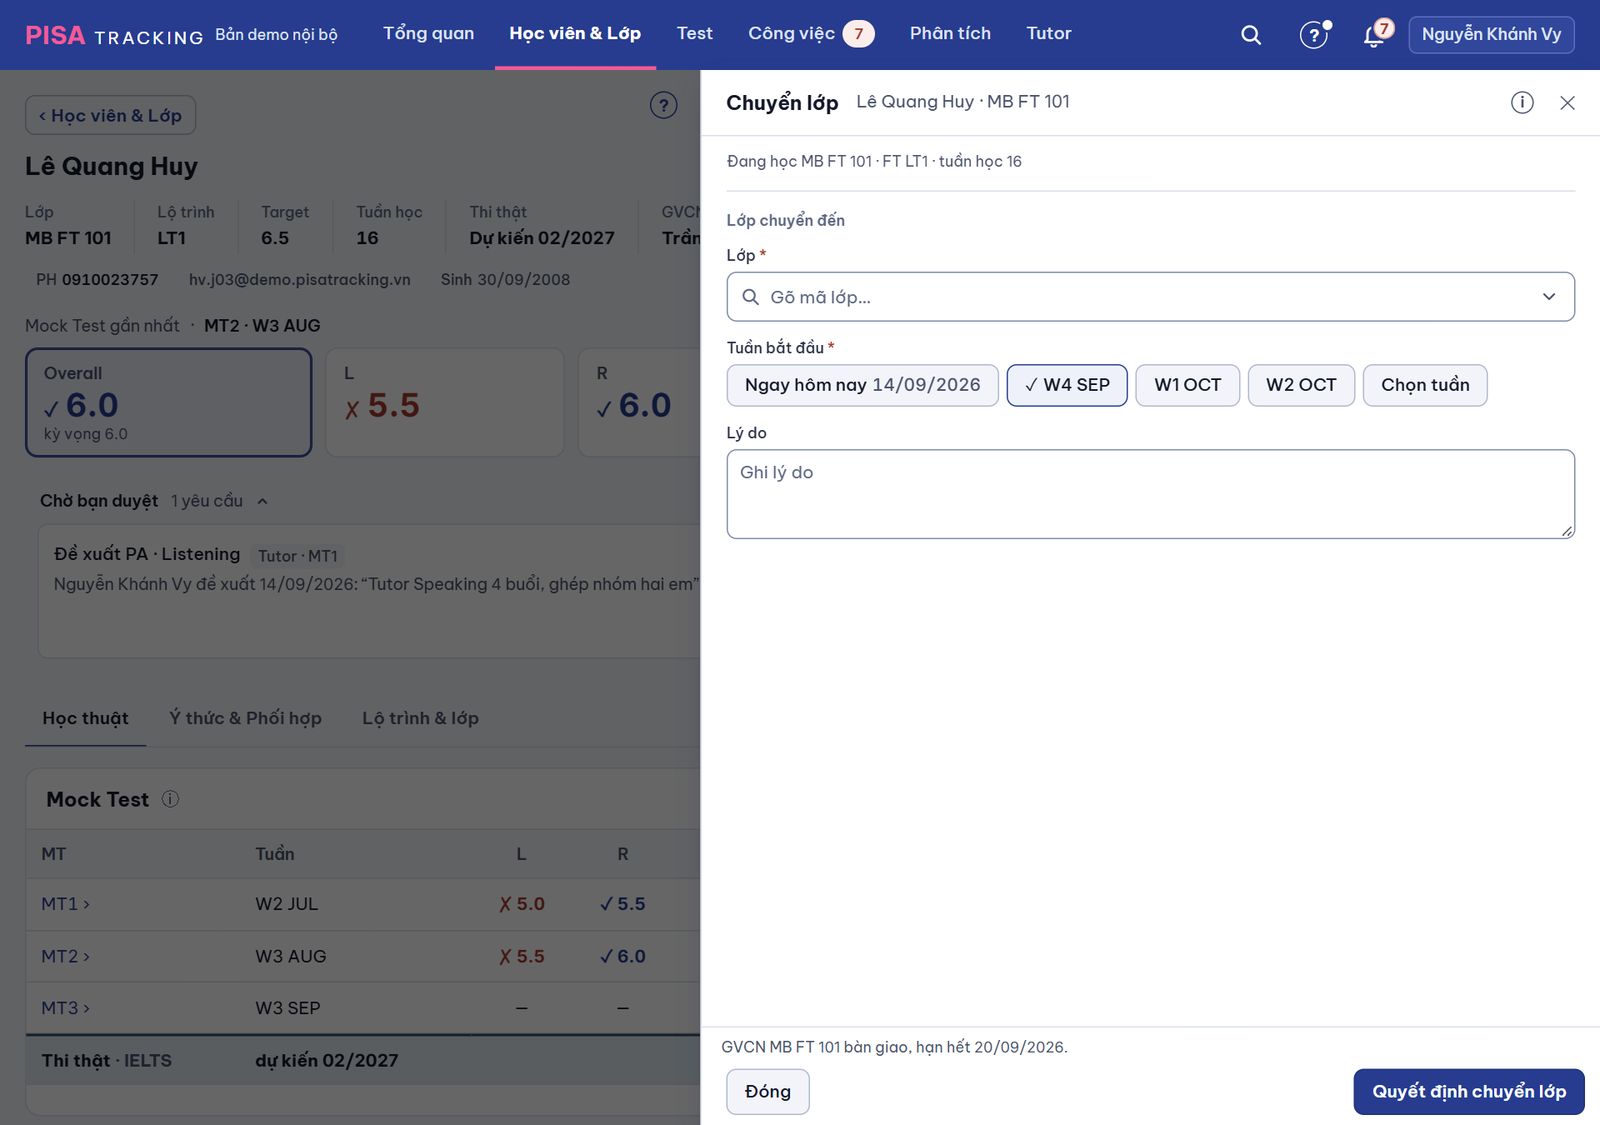 PISA TRACKING Bản demo nội bộ Tổng quan Học viên & Lớp Test Công việc 7 Phân tích Tutor ? 7 Nguyễn Khánh Vy
‹ Học viên & Lớp ?
Lê Quang Huy
Lớp Lộ trình Target Tuần học Thi thật
MB FT 101 LT1 6.5 16 Dự kiến 02/2027
PH 0910023757 hv.j03@demo.pisatracking.vn Sinh 30/09/2008
Mock Test gần nhất · MT2 · W3 AUG
Overall L R
✓ 6.0 ✗ 5.5 ✓ 6.0
kỳ vọng 6.0
Chờ bạn duyệt 1 yêu cầu
Đề xuất PA · Listening Tutor · MT1
Nguyễn Khánh Vy đề xuất 14/09/2026: “Tutor Speaking 4 buổi, ghép nhóm hai em”
Học thuật Ý thức & Phối hợp Lộ trình & lớp
Mock Test ⓘ
MT Tuần L R
MT1 › W2 JUL ✗ 5.0 ✓ 5.5
MT2 › W3 AUG ✗ 5.5 ✓ 6.0
MT3 › W3 SEP – –
Thi thật · IELTS dự kiến 02/2027
Chuyển lớp Lê Quang Huy · MB FT 101
Đang học MB FT 101 · FT LT1 · tuần học 16
Lớp chuyển đến
Lớp *
Gõ mã lớp...
Tuần bắt đầu *
Ngay hôm nay 14/09/2026 ✓ W4 SEP W1 OCT W2 OCT Chọn tuần
Lý do
Ghi lý do
GVCN MB FT 101 bàn giao, hạn hết 20/09/2026.
Đóng Quyết định chuyển lớp